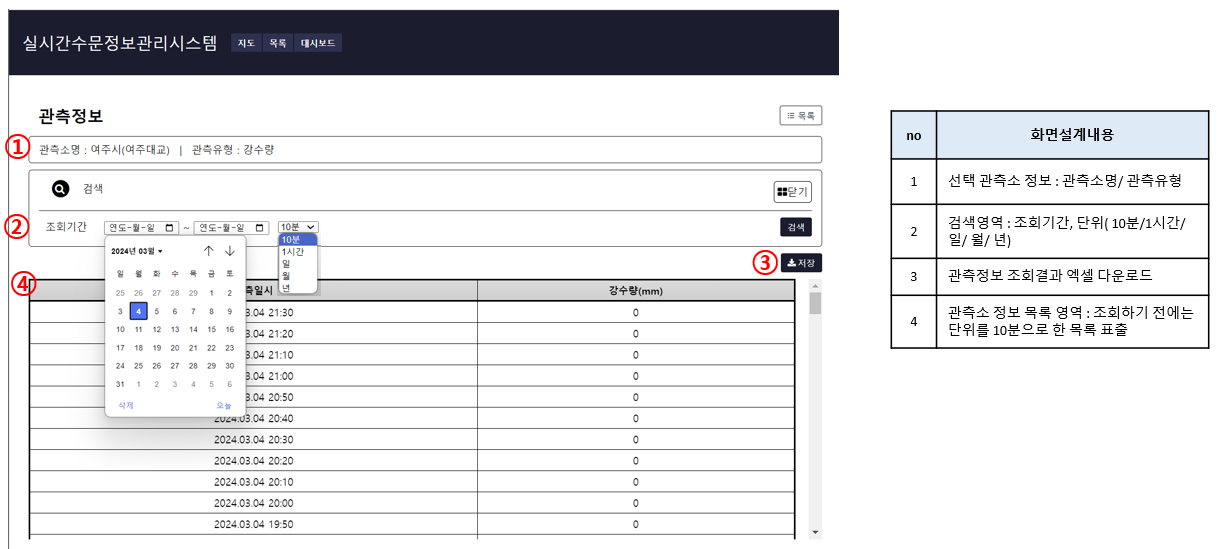 실시간수문정보관리시스템 지도 목록 대시보드
관측정보
목록
①
관측소명 : 여주시(여주대교) | 관측유형 : 강수량
검색
닫기
②
조회기간 연도-월-일 ~ 연도-월-일 10분
검색
10분
1시간
일
월
년
2024년 03월
일 월 화 수 목 금 토
25 26 27 28 29 1 2
3 4 5 6 7 8 9
10 11 12 13 14 15 16
17 18 19 20 21 22 23
24 25 26 27 28 29 30
31 1 2 3 4 5 6
삭제 오늘
③ 저장
④
측일시 강수량(mm)
3.04 21:30 0
3.04 21:20 0
3.04 21:10 0
3.04 21:00 0
3.04 20:50 0
2024.03.04 20:40 0
2024.03.04 20:30 0
2024.03.04 20:20 0
2024.03.04 20:10 0
2024.03.04 20:00 0
2024.03.04 19:50 0
no 화면설계내용
1 선택 관측소 정보 : 관측소명/ 관측유형
2 검색영역 : 조회기간, 단위( 10분/1시간/
일/ 월/ 년)
3 관측정보 조회결과 엑셀 다운로드
4 관측소 정보 목록 영역 : 조회하기 전에는
단위를 10분으로 한 목록 표출